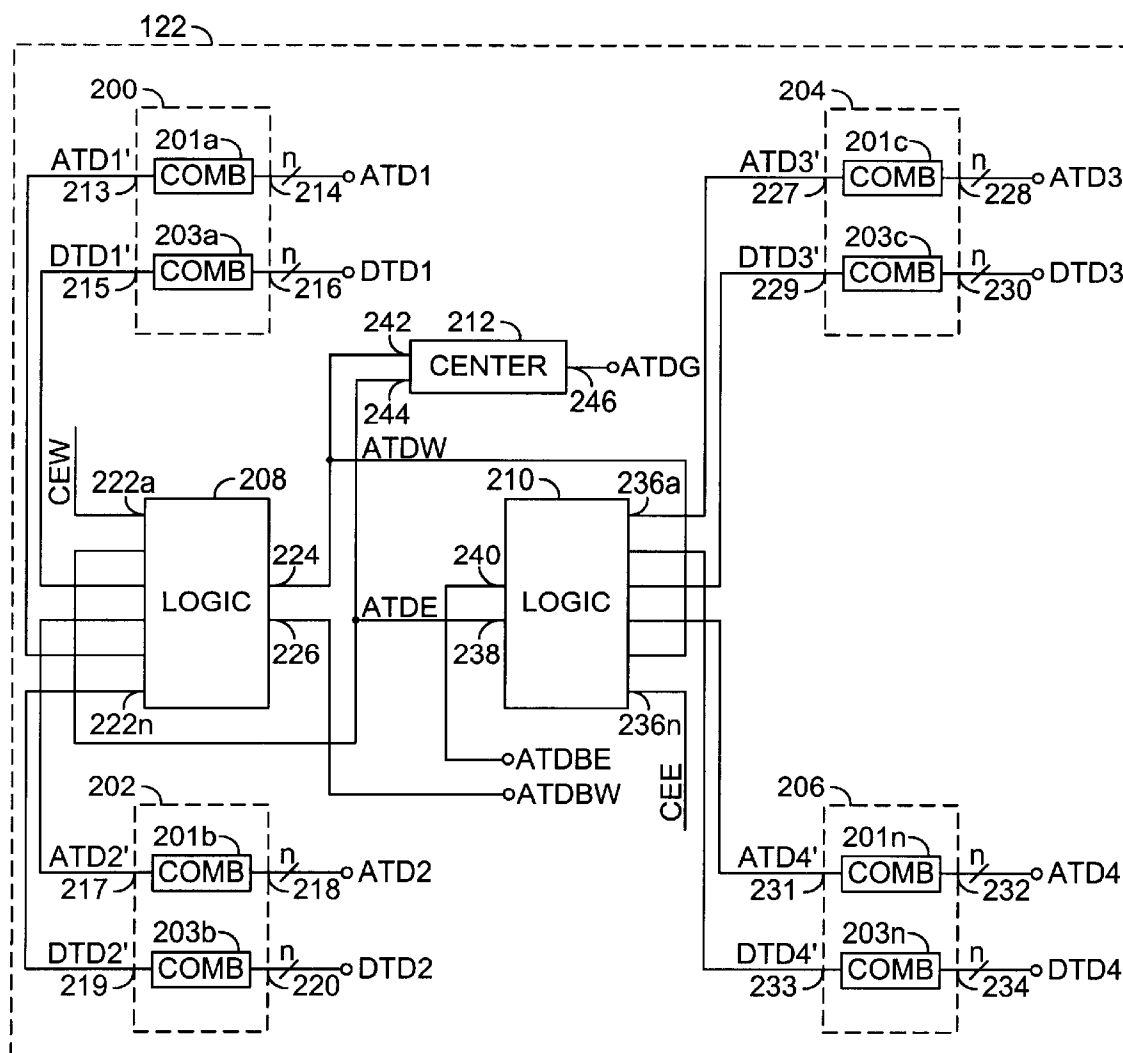 122
200
204
201a
201c
ATD1'
COMB
n
ATD1
ATD3'
COMB
n
ATD3
213
214
227
228
203a
203c
DTD1'
COMB
n
DTD1
DTD3'
COMB
n
DTD3
215
216
229
230
242
212
CENTER
ATDG
244
246
CEW
ATDW
222a
208
210
236a
224
240
LOGIC
LOGIC
ATDE
226
238
222n
236n
ATDBE
ATDBW
CEE
202
206
201b
201n
ATD2'
COMB
n
ATD2
ATD4'
COMB
n
ATD4
217
218
231
232
203b
203n
DTD2'
COMB
n
DTD2
DTD4'
COMB
n
DTD4
219
220
233
234